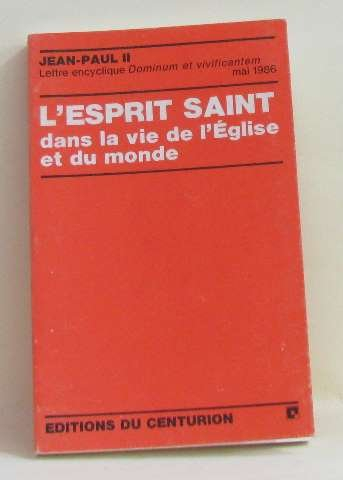 JEAN-PAUL II
Lettre encyclique Dominum et vivificantem
mai 1986
L'ESPRIT SAINT
dans la vie de l'Église
et du monde
EDITIONS DU CENTURION